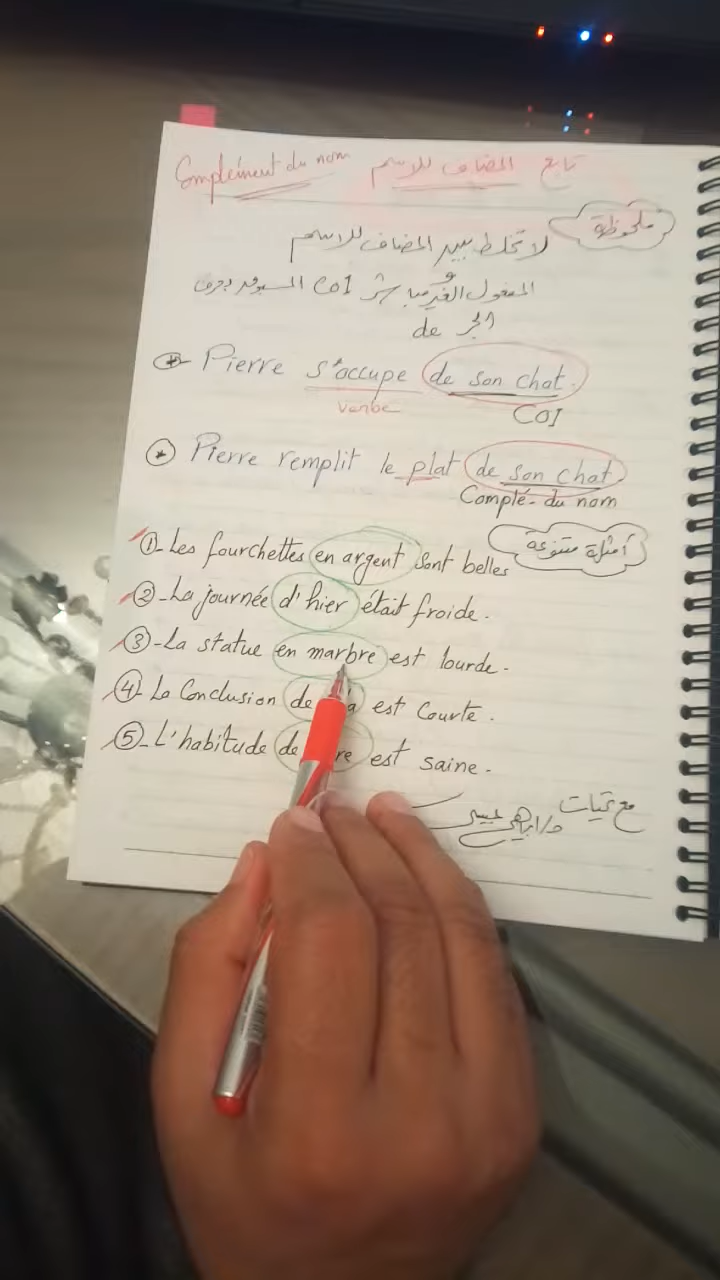 Complément du nom تابع المضاف للاسم
ملحوظة
لا تخلط بين المضاف للاسم
و
المفعول الغير مباشر COI المسبوق بحرف
الجر de
Pierre s'occupe de son chat.
verbe COI
Pierre remplit le plat de son chat.
Complé. du nom
أمثلة متنوعة
①- Les fourchettes en argent sont belles
②- La journée d'hier était froide.
③- La statue en marbre est lourde.
④- La Conclusion de est Courte.
⑤- L'habitude de est saine.
مع تحيات